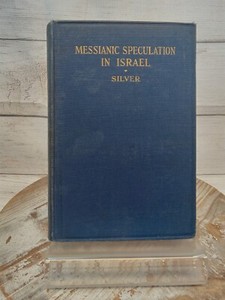 MESSIANIC SPECULATION
IN ISRAEL
SILVER